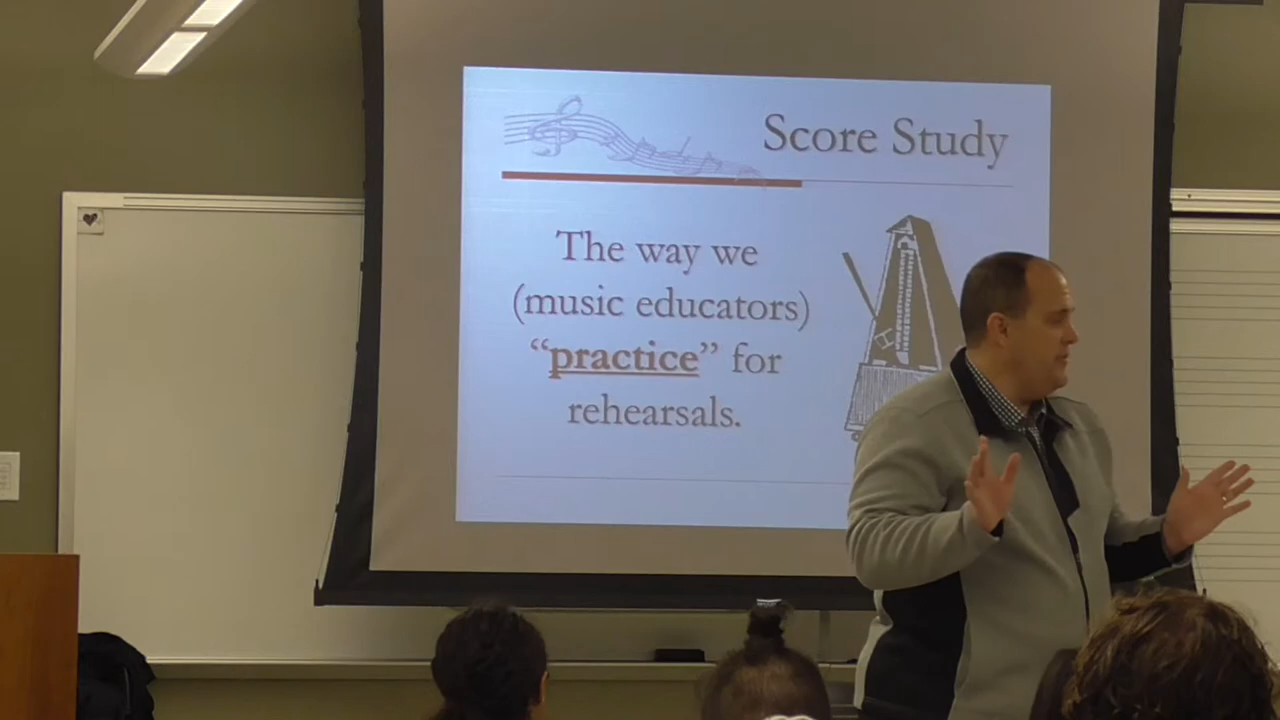 Score Study
The way we
(music educators)
“practice” for
rehearsals.